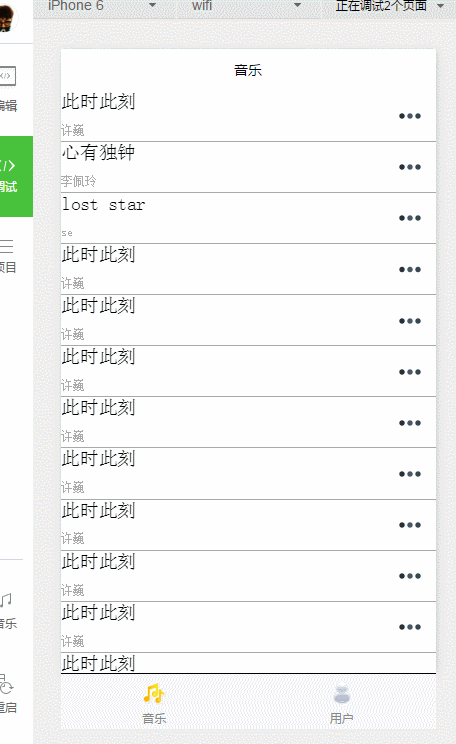 iPhone 6 wifi 正在调试2个页面
编辑
调试
项目
音乐
重启
音乐
此时此刻
许巍
心有独钟
李佩玲
lost star
se
此时此刻
许巍
此时此刻
许巍
此时此刻
许巍
此时此刻
许巍
此时此刻
许巍
此时此刻
许巍
此时此刻
许巍
此时此刻
许巍
此时此刻
音乐 用户